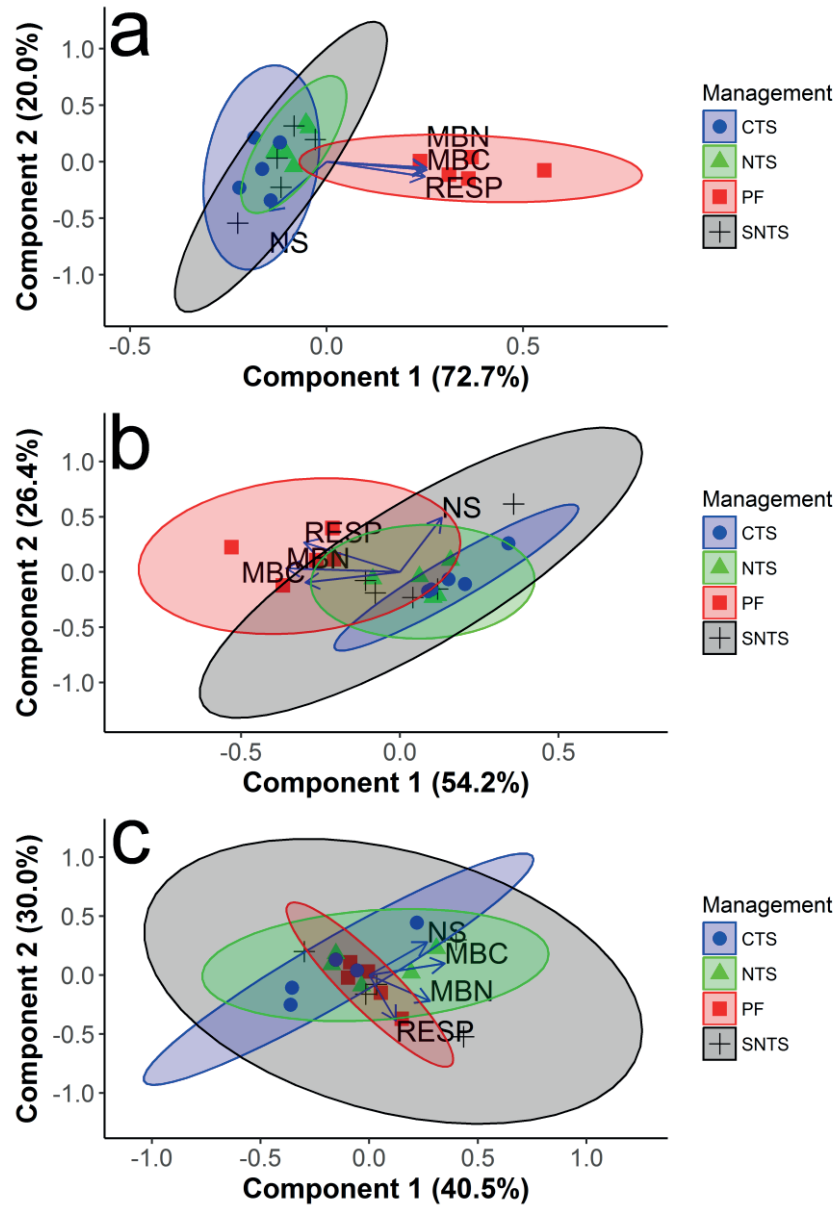 a
Component 2 (20.0%)
1.0
0.5
0.0
-0.5
-1.0
MBN
MBC
RESP
NS
-0.5
0.0
0.5
Component 1 (72.7%)
Management
CTS
NTS
PF
SNTS
b
Component 2 (26.4%)
1.0
0.5
0.0
-0.5
-1.0
NS
RESP
MBN
MBC
-0.5
0.0
0.5
Component 1 (54.2%)
Management
CTS
NTS
PF
SNTS
c
Component 2 (30.0%)
1.0
0.5
0.0
-0.5
-1.0
NS
MBC
MBN
RESP
-1.0
-0.5
0.0
0.5
1.0
Component 1 (40.5%)
Management
CTS
NTS
PF
SNTS